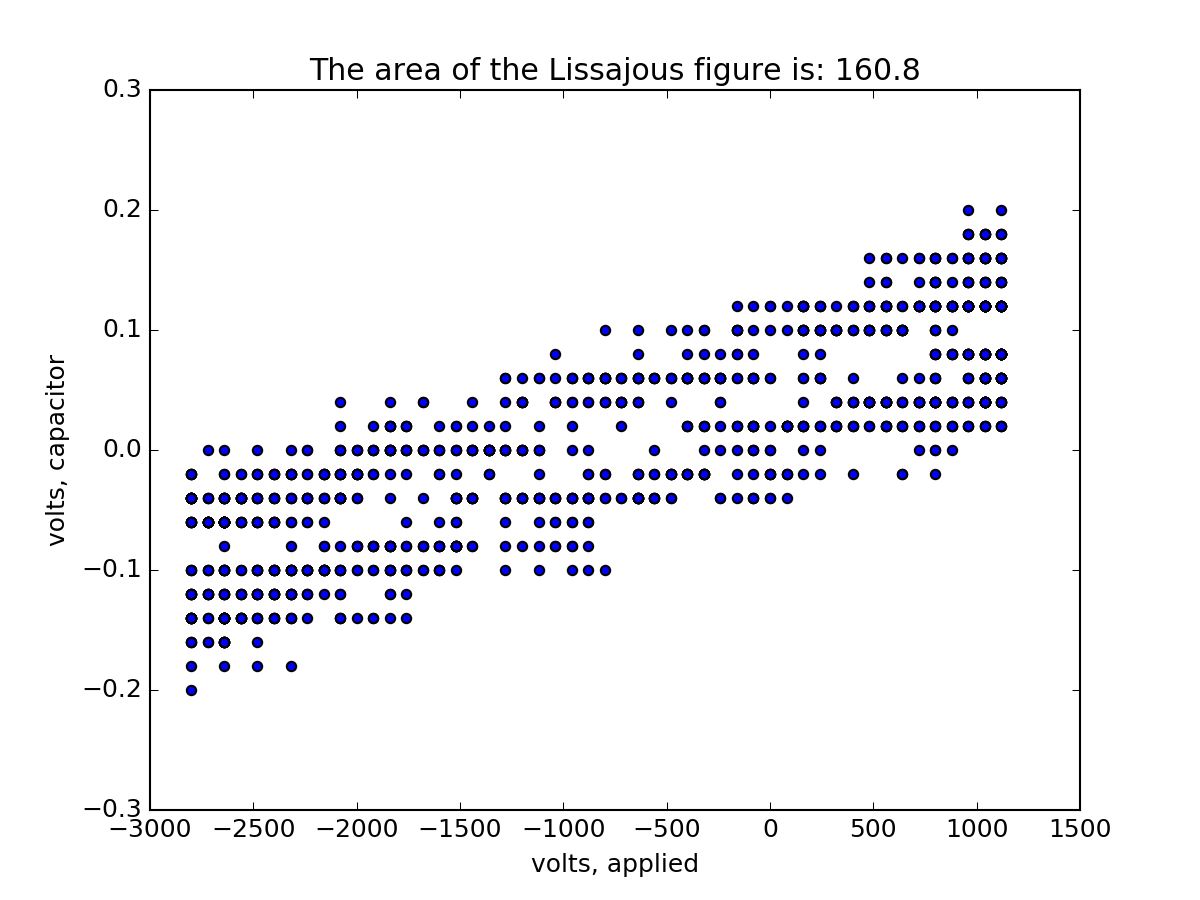 The area of the Lissajous figure is: 160.8
0.3
0.2
0.1
0.0
−0.1
−0.2
−0.3
volts, capacitor
−3000 −2500 −2000 −1500 −1000 −500 0 500 1000 1500
volts, applied